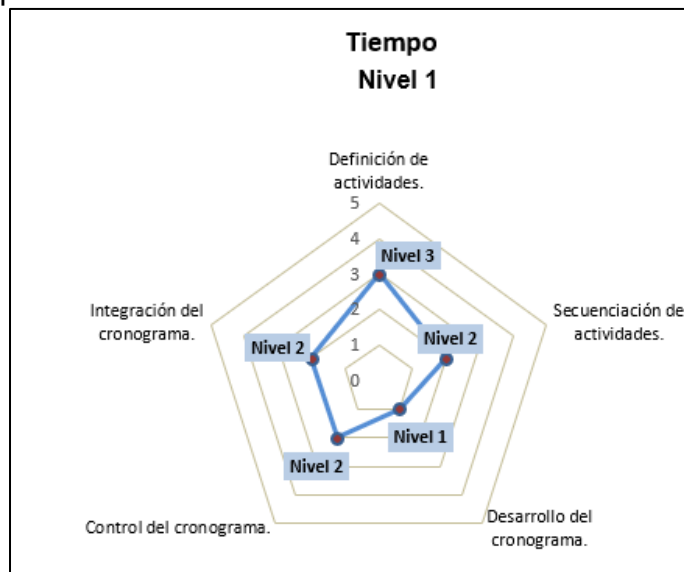 Tiempo
Nivel 1
Definición de
actividades.
5
4
Nivel 3
3
Integración del
cronograma.
Secuenciación de
actividades.
2
Nivel 2
Nivel 2
1
0
Nivel 1
Nivel 2
Control del cronograma.
Desarrollo del
cronograma.